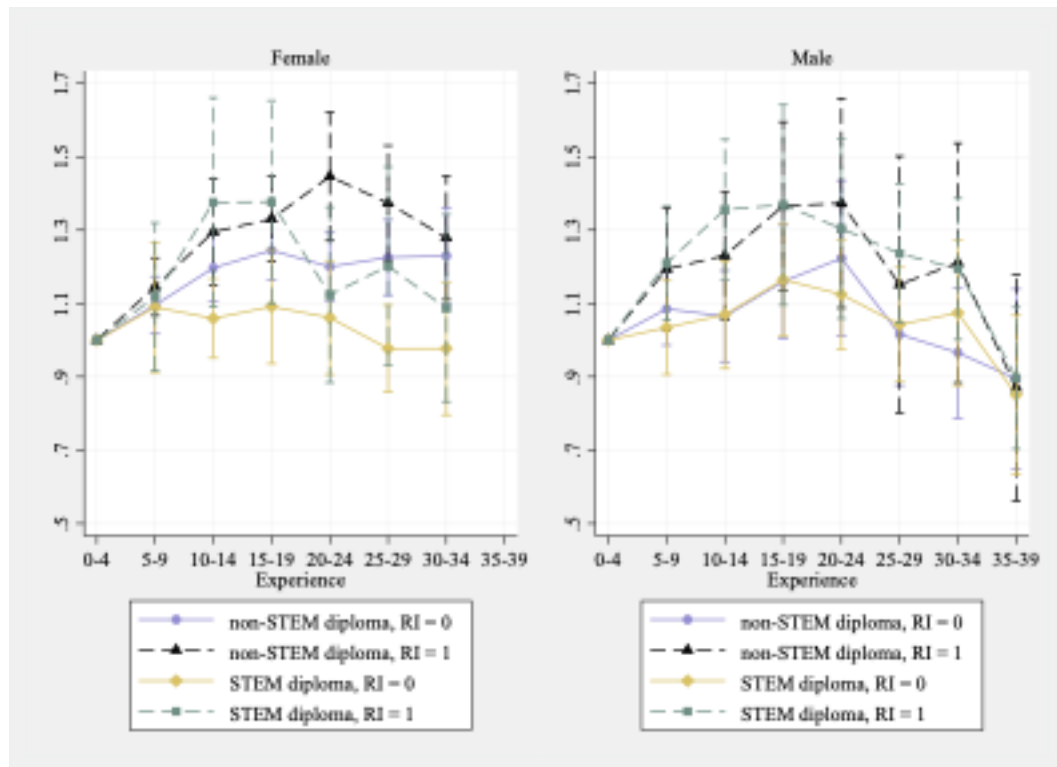 Female
1.7
1.5
1.3
1.1
.9
.7
.5
0-4 5-9 10-14 15-19 20-24 25-29 30-34 35-39
Experience
non-STEM diploma, RI = 0
non-STEM diploma, RI = 1
STEM diploma, RI = 0
STEM diploma, RI = 1
Male
1.7
1.5
1.3
1.1
.9
.7
.5
0-4 5-9 10-14 15-19 20-24 25-29 30-34 35-39
Experience
non-STEM diploma, RI = 0
non-STEM diploma, RI = 1
STEM diploma, RI = 0
STEM diploma, RI = 1